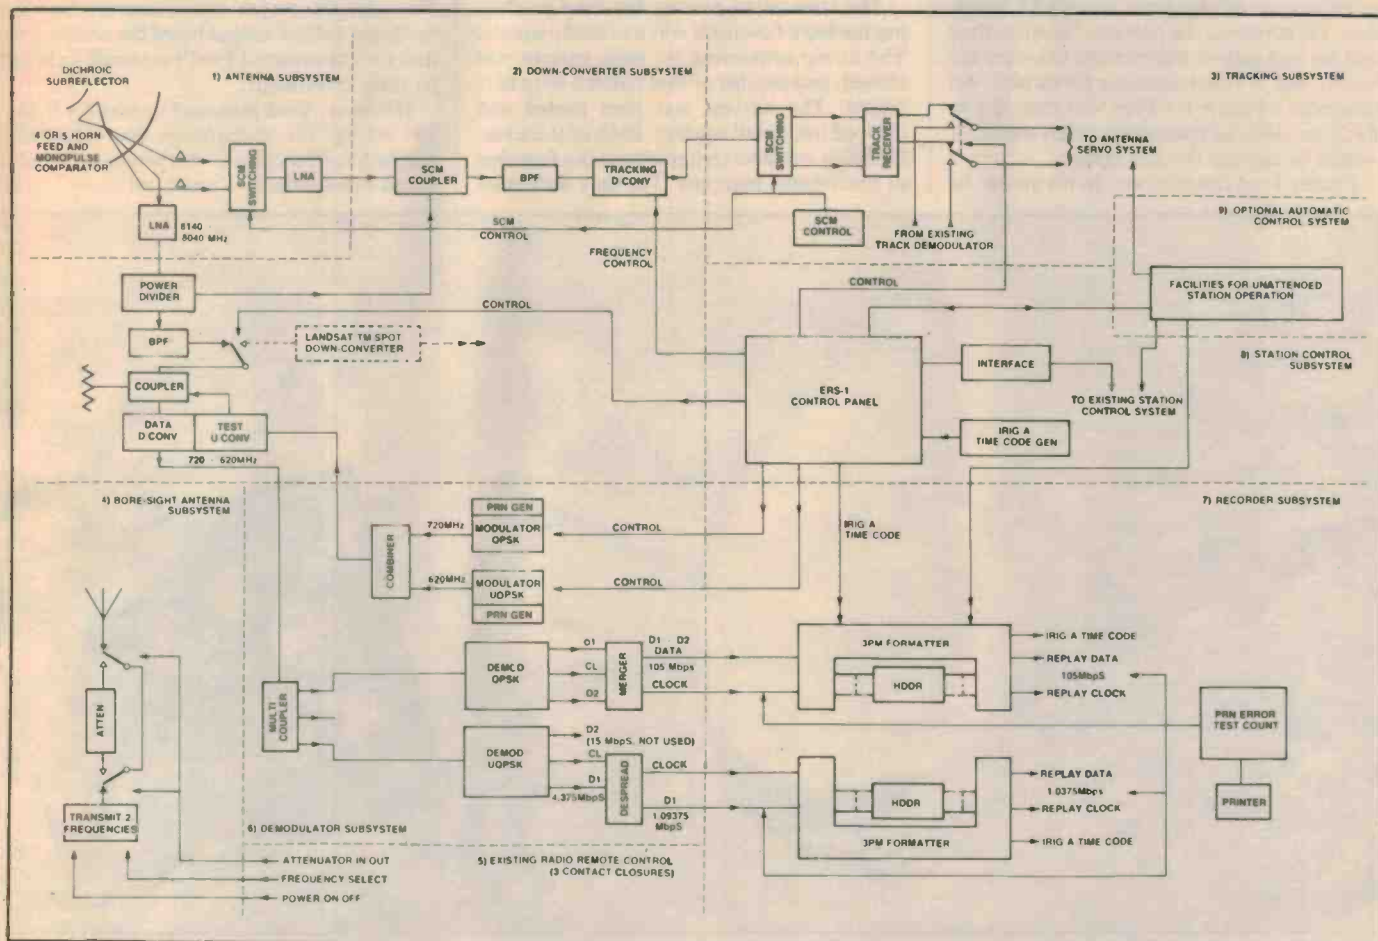 DICHROIC
SUBREFLECTOR
4 OR 5 HORN
FEED AND
MONOPULSE
COMPARATOR
1) ANTENNA SUBSYSTEM
SCM
SWITCHING
LNA
LNA
8140
8040 MHz
2) DOWN-CONVERTER SUBSYSTEM
SCM
COUPLER
BPF
TRACKING
D CONV
SCM
CONTROL
FREQUENCY
CONTROL
3) TRACKING SUBSYSTEM
SCM
SWITCHING
TRACK
RECEIVER
TO ANTENNA
SERVO SYSTEM
SCM
CONTROL
FROM EXISTING
TRACK DEMODULATOR
9) OPTIONAL AUTOMATIC
CONTROL SYSTEM
POWER
DIVIDER
BPF
CONTROL
LANDSAT TM SPOT
DOWN-CONVERTER
COUPLER
DATA
D CONV
TEST
U CONV
720 - 620MHz
CONTROL
FACILITIES FOR UNATTENDED
STATION OPERATION
8) STATION CONTROL
SUBSYSTEM
ERS-1
CONTROL PANEL
INTERFACE
TO EXISTING STATION
CONTROL SYSTEM
IRIG A
TIME CODE GEN
4) BORE-SIGHT ANTENNA
SUBSYSTEM
COMBINER
720MHz
PRN GEN
MODULATOR
QPSK
CONTROL
620MHz
MODULATOR
UQPSK
PRN GEN
CONTROL
IRIG A
TIME CODE
7) RECORDER SUBSYSTEM
ATTEN
TRANSMIT 2
FREQUENCIES
MULTI
COUPLER
DEMOD
QPSK
D1
CL
D2
MERGER
D1 - D2
DATA
105 Mbps
CLOCK
3PM FORMATTER
HDDR
IRIG A TIME CODE
REPLAY DATA
105MbpS
REPLAY CLOCK
DEMOD
UQPSK
D2
(15 MbpS, NOT USED)
CL
D1
4.375MbpS
DESPREAD
CLOCK
D1
1.09375
MbpS
HDDR
3PM FORMATTER
REPLAY DATA
1.0375Mbps
REPLAY CLOCK
IRIG A TIME CODE
PRN ERROR
TEST COUNT
PRINTER
6) DEMODULATOR SUBSYSTEM
ATTENUATOR IN OUT
FREQUENCY SELECT
POWER ON OFF
5) EXISTING RADIO REMOTE CONTROL
(3 CONTACT CLOSURES)